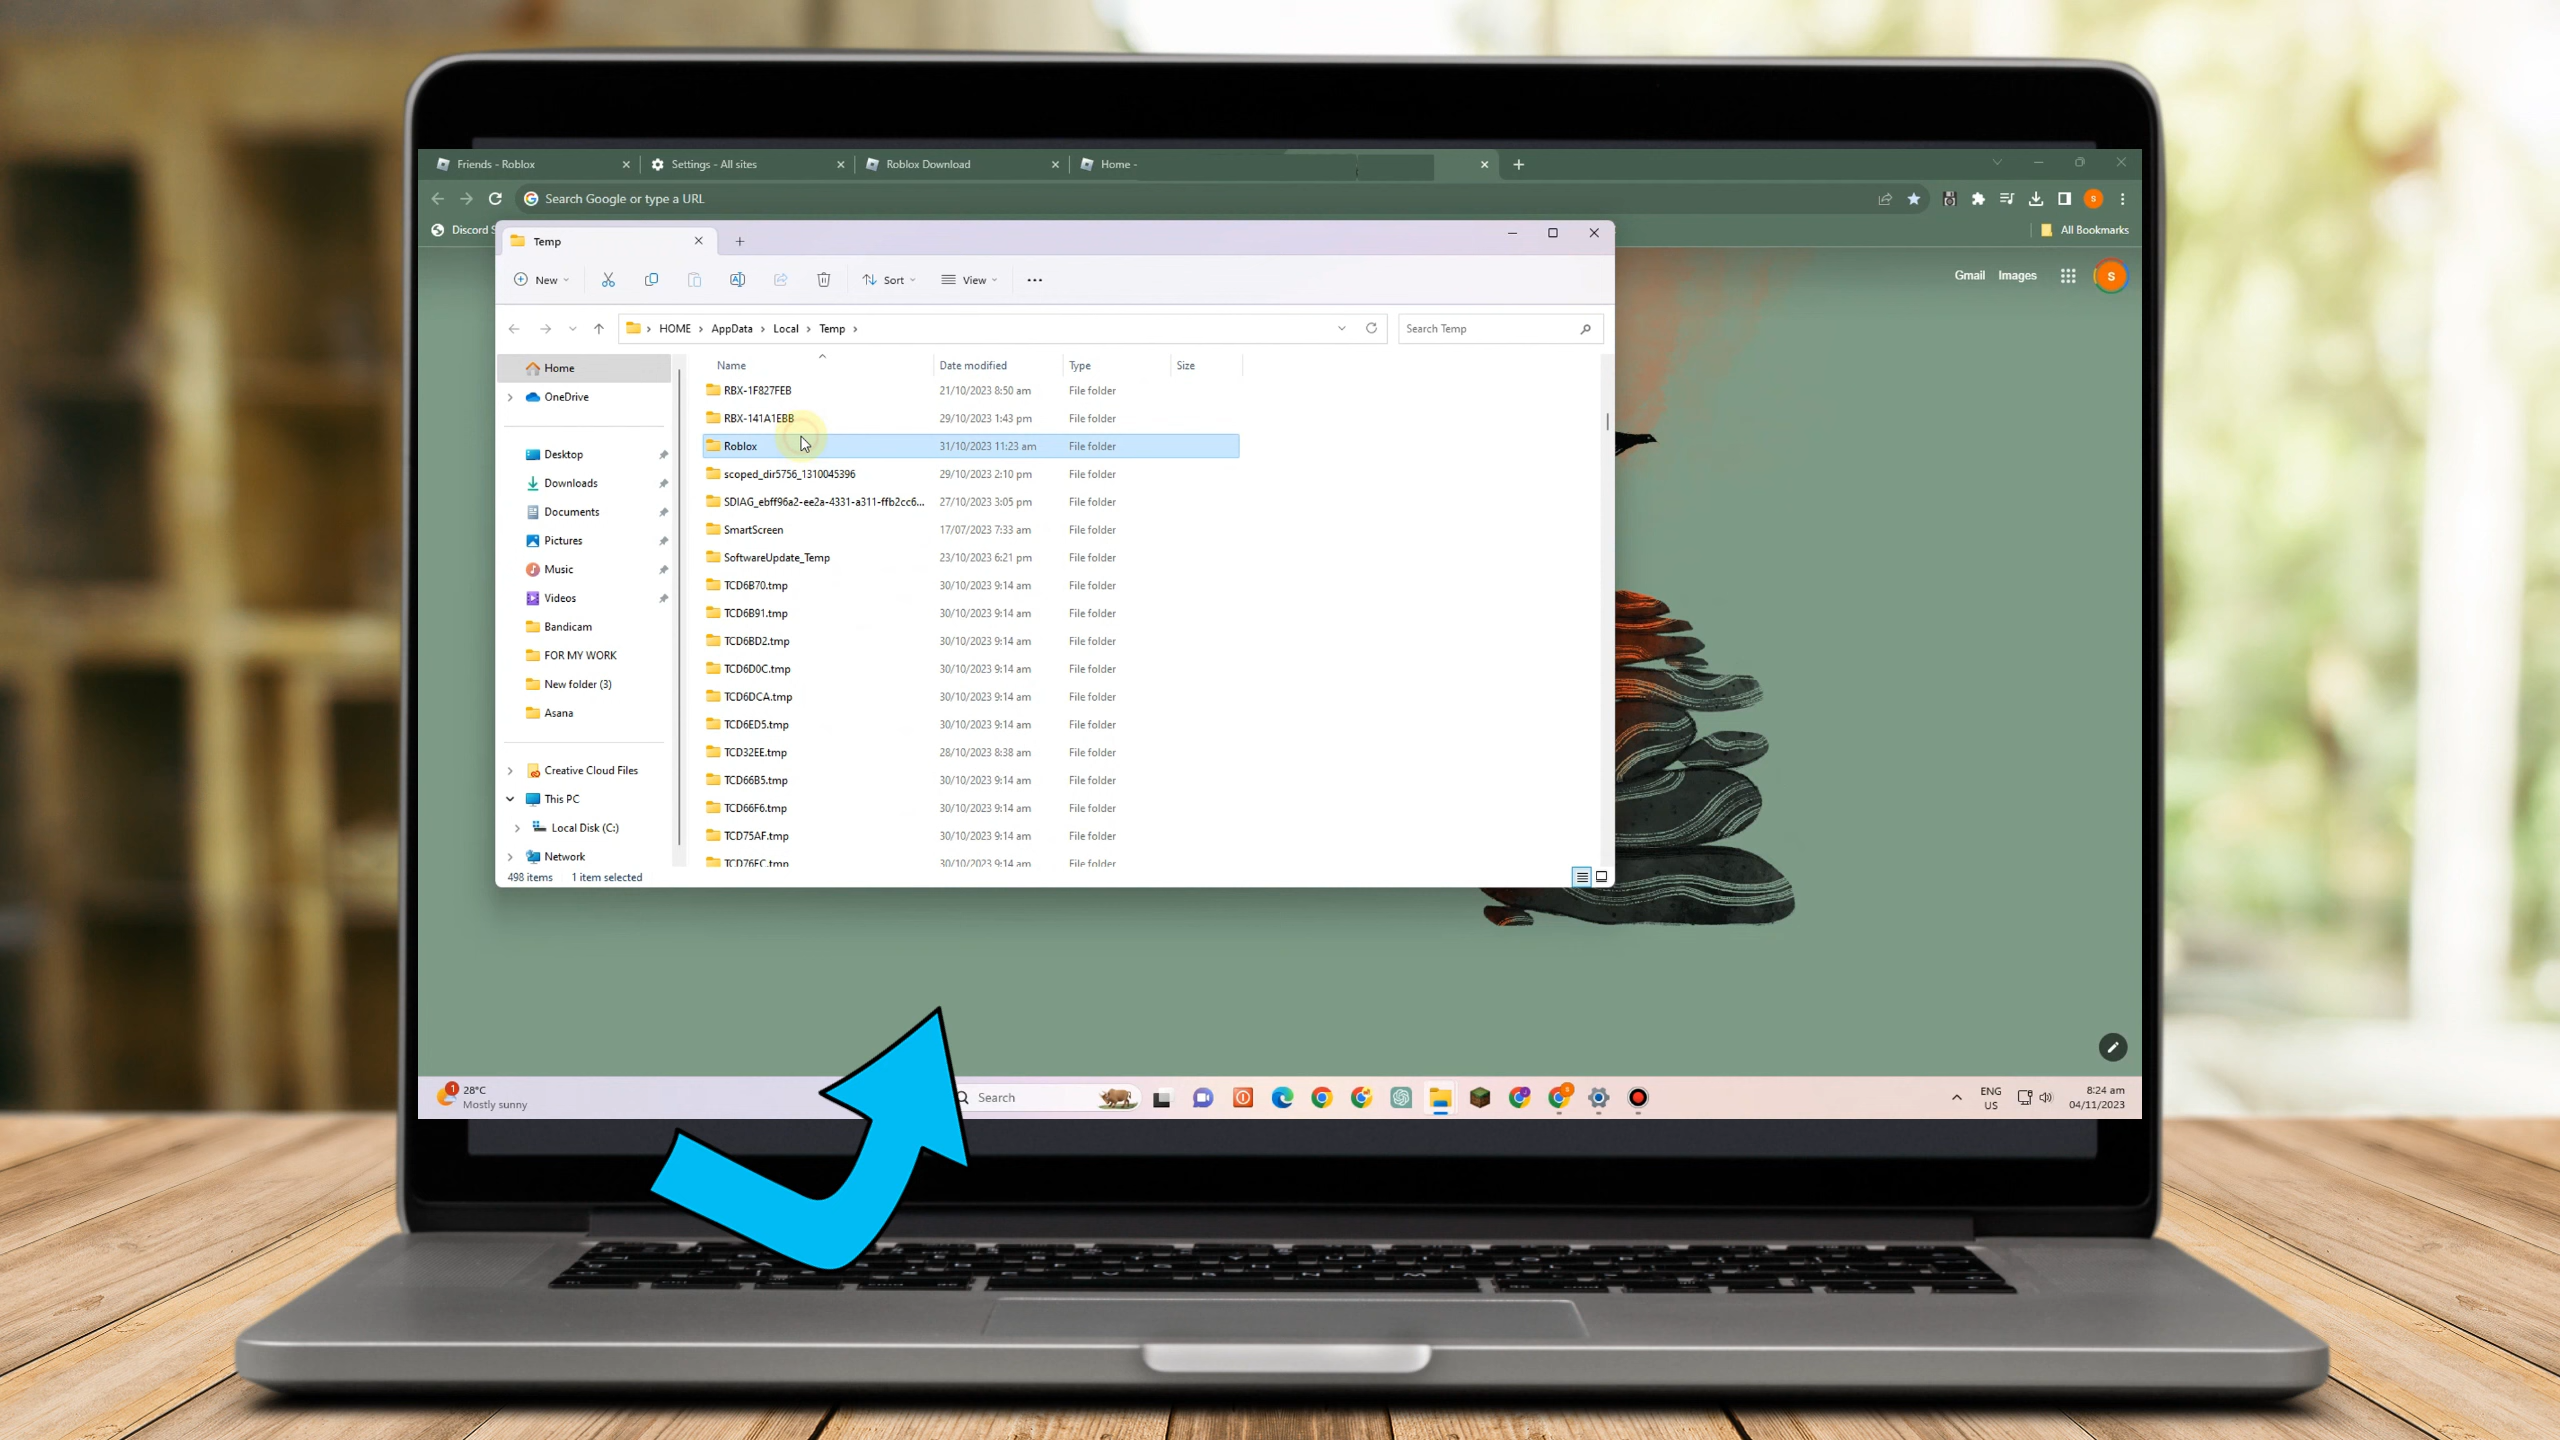 Friends - Roblox
Settings - All sites
Roblox Download
Home -
Search Google or type a URL
Discord S
All Bookmarks
Gmail Images
S
Temp
New
Sort
View
HOME > AppData > Local > Temp >
Search Temp
Name Date modified Type Size
RBX-1F827FEB 21/10/2023 8:50 am File folder
RBX-141A1EBB 29/10/2023 1:43 pm File folder
Roblox 31/10/2023 11:23 am File folder
scoped_dir5756_1310045396 29/10/2023 2:10 pm File folder
SDIAG_ebff96a2-ee2a-4331-a311-ffb2cc6... 27/10/2023 3:05 pm File folder
SmartScreen 17/07/2023 7:33 am File folder
SoftwareUpdate_Temp 23/10/2023 6:21 pm File folder
TCD6B70.tmp 30/10/2023 9:14 am File folder
TCD6B91.tmp 30/10/2023 9:14 am File folder
TCD6BD2.tmp 30/10/2023 9:14 am File folder
TCD6D0C.tmp 30/10/2023 9:14 am File folder
TCD6DCA.tmp 30/10/2023 9:14 am File folder
TCD6ED5.tmp 30/10/2023 9:14 am File folder
TCD32EE.tmp 28/10/2023 8:38 am File folder
TCD66B5.tmp 30/10/2023 9:14 am File folder
TCD66F6.tmp 30/10/2023 9:14 am File folder
TCD75AF.tmp 30/10/2023 9:14 am File folder
TCD76FC.tmp 30/10/2023 9:14 am File folder
Home
OneDrive
Desktop
Downloads
Documents
Pictures
Music
Videos
Bandicam
FOR MY WORK
New folder (3)
Asana
Creative Cloud Files
This PC
Local Disk (C:)
Network
498 items 1 item selected
1
28°C
Mostly sunny
Search
ENG
US
8:24 am
04/11/2023